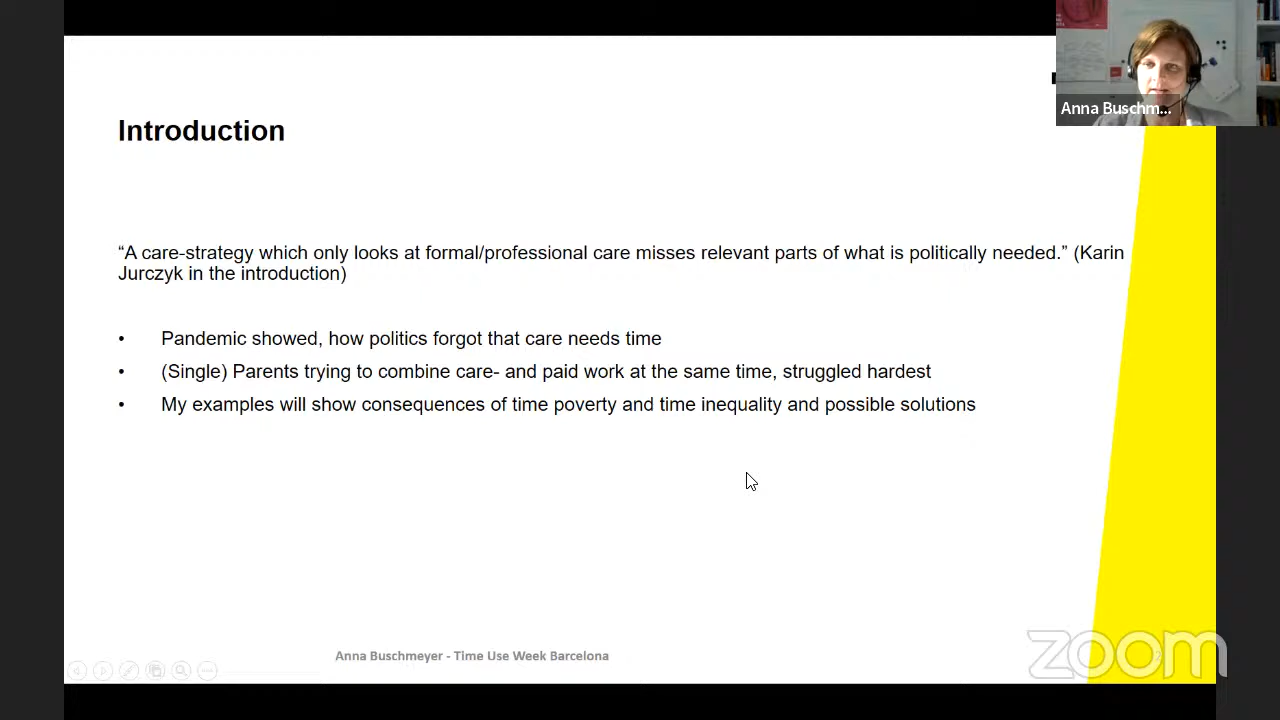 Anna Buschm...
Introduction
“A care-strategy which only looks at formal/professional care misses relevant parts of what is politically needed.” (Karin
Jurczyk in the introduction)
• Pandemic showed, how politics forgot that care needs time
• (Single) Parents trying to combine care- and paid work at the same time, struggled hardest
• My examples will show consequences of time poverty and time inequality and possible solutions
Anna Buschmeyer - Time Use Week Barcelona
zoom